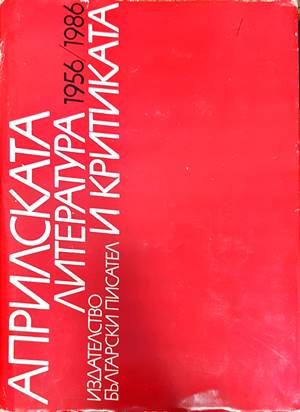 АПРИЛСКАТА
ЛИТЕРАТУРА 1956/1986
И КРИТИКАТА
ИЗДАТЕЛСТВО
БЪЛГАРСКИ ПИСАТЕЛ